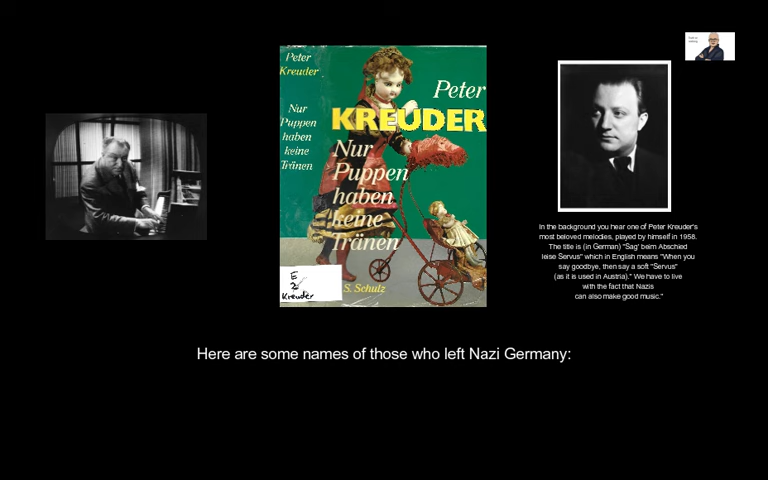 Peter
Kreuder
Nur
Puppen
haben
keine
Tränen
Peter
KREUDER
Nur
Puppen
haben
keine
Tränen
E
2
Kreuder
S. Schulz
In the background you hear one of Peter Kreuder's
most beloved melodies, played by himself in 1958.
The title is (in German) "Sag' beim Abschied
leise Servus" which in English means "When you
say goodbye, then say a soft "Servus"
(as it is used in Austria)." We have to live
with the fact that Nazis
can also make good music."
Here are some names of those who left Nazi Germany: